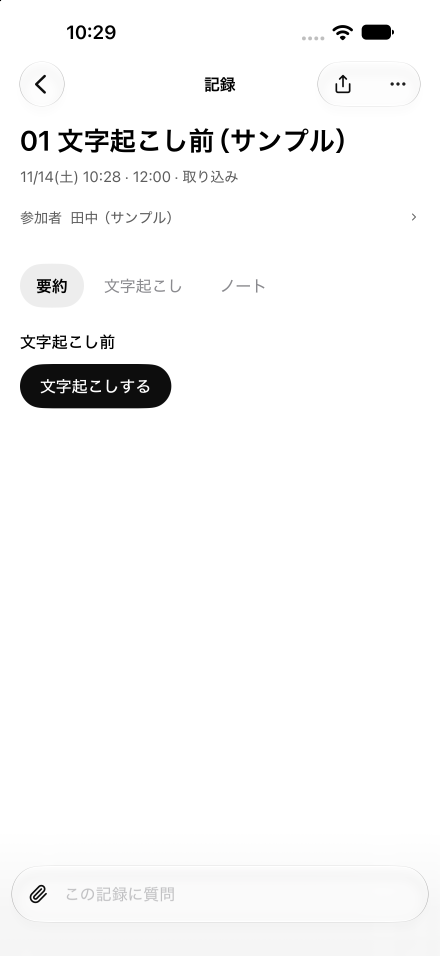 10:29
記録
01 文字起こし前（サンプル）
11/14(土) 10:28 · 12:00 · 取り込み
参加者 田中（サンプル）
要約 文字起こし ノート
文字起こし前
文字起こしする
この記録に質問